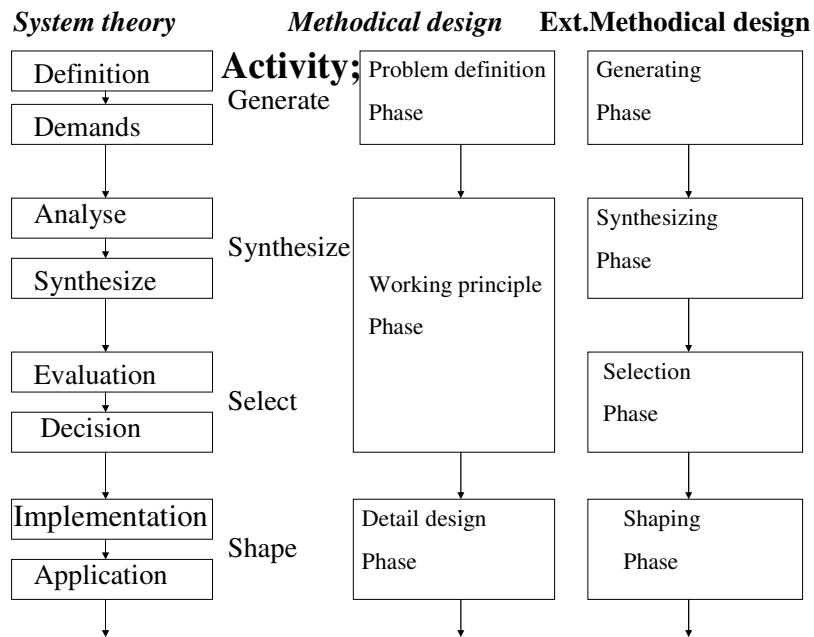 System theory
Methodical design
Ext.Methodical design
Definition
Demands
Analyse
Synthesize
Evaluation
Decision
Implementation
Application
Activity;
Generate
Synthesize
Select
Shape
Problem definition
Phase
Working principle
Phase
Detail design
Phase
Generating
Phase
Synthesizing
Phase
Selection
Phase
Shaping
Phase